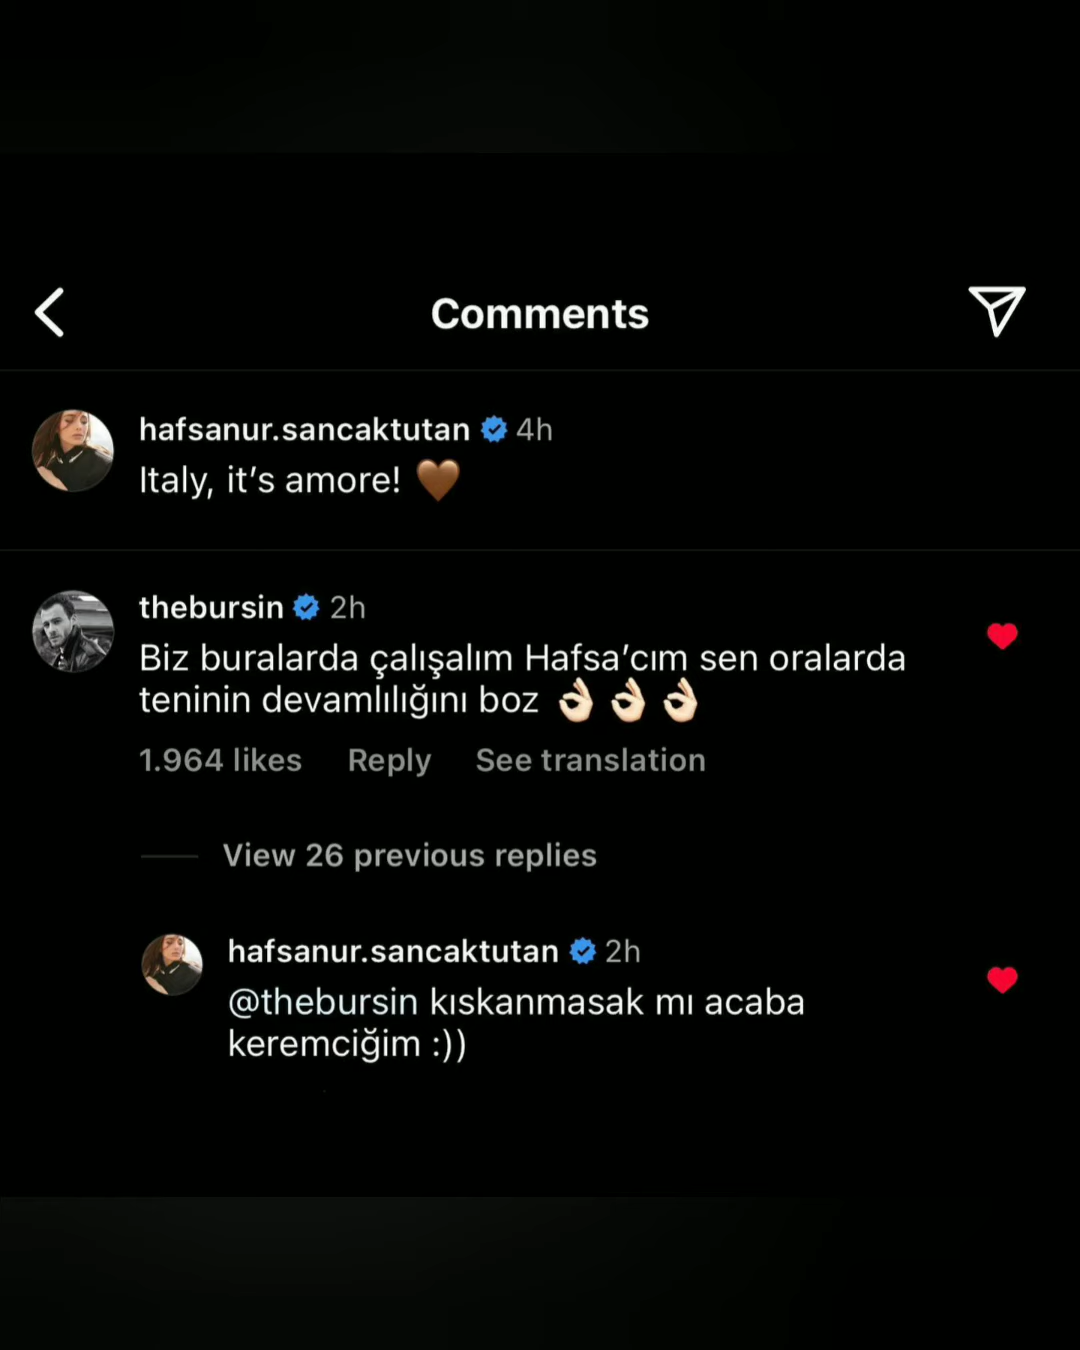 Comments
hafsanur.sancaktutan 4h
Italy, it’s amore! 🤎
thebursin 2h
Biz buralarda çalışalım Hafsa’cım sen oralarda
teninin devamlılığını boz 👌🏻👌🏻👌🏻
1.964 likes Reply See translation
View 26 previous replies
hafsanur.sancaktutan 2h
@thebursin kıskanmasak mı acaba
keremciğim :))